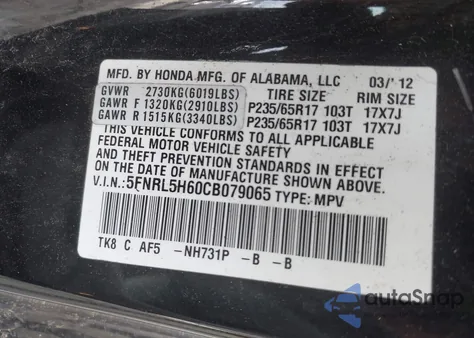 MFD. BY HONDA MFG. OF ALABAMA, LLC 03/'12
GVWR 2730KG(6019LBS) TIRE SIZE RIM SIZE
GAWR F 1320KG(2910LBS) P235/65R17 103T 17X7J
GAWR R 1515KG(3340LBS) P235/65R17 103T 17X7J
THIS VEHICLE CONFORMS TO ALL APPLICABLE
FEDERAL MOTOR VEHICLE SAFETY
AND THEFT PREVENTION STANDARDS IN EFFECT
ON THE DATE OF MANUFACTURE SHOWN ABOVE.
V.I.N.: 5FNRL5H60CB079065 TYPE: MPV
TK8 C AF5 -NH731P -B -B
autoSnap